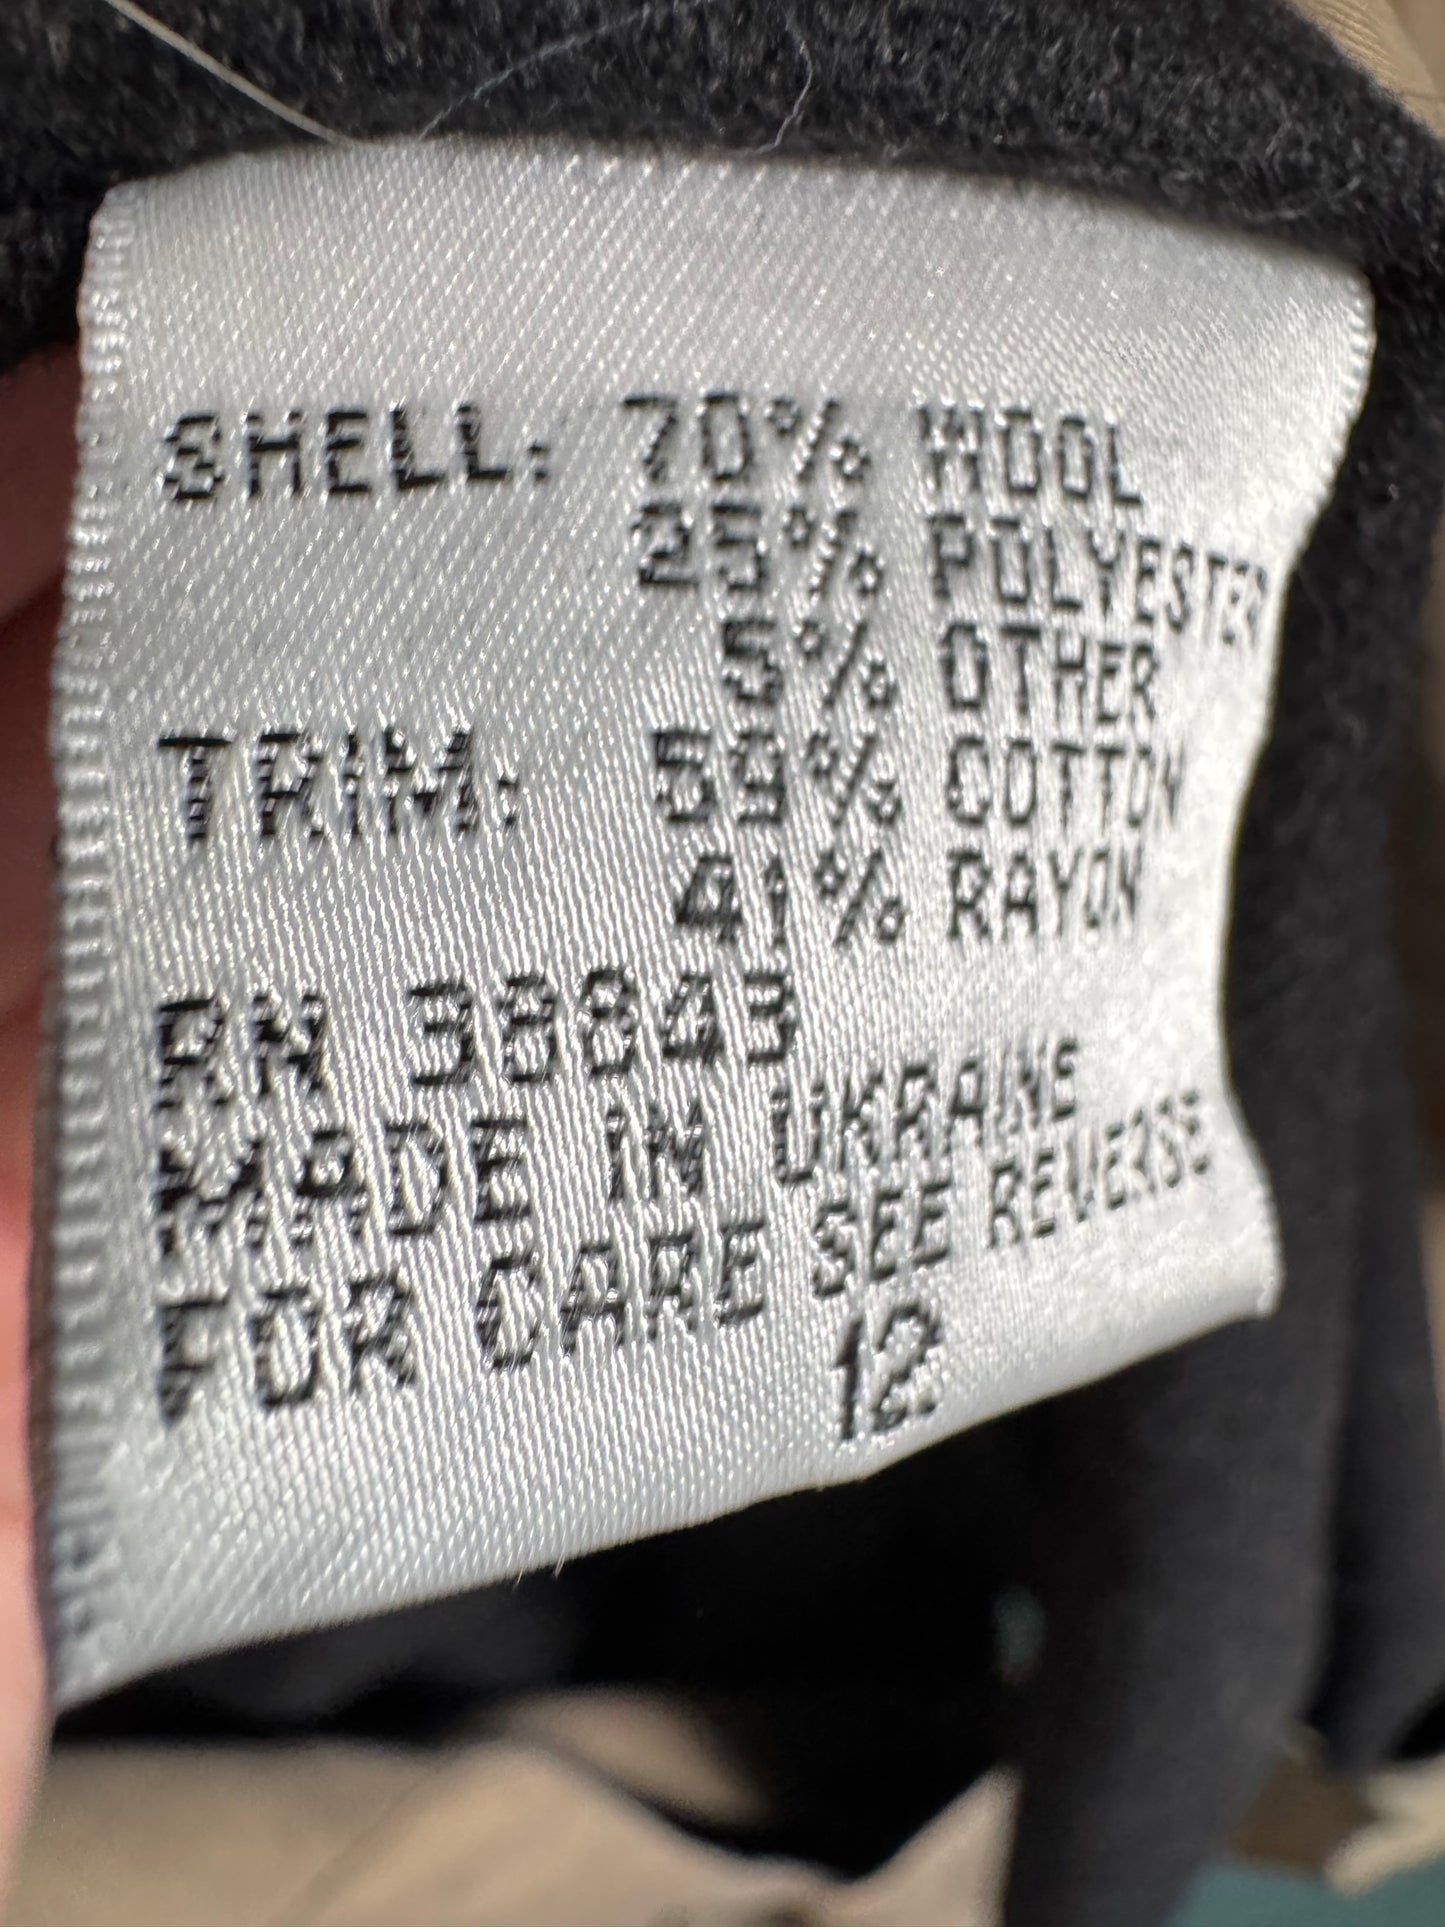 SHELL: 70% WOOL
25% POLYESTER
5% OTHER
TRIM: 59% COTTON
41% RAYON
RN 38843
MADE IN UKRAINE
FOR CARE SEE REVERSE
12